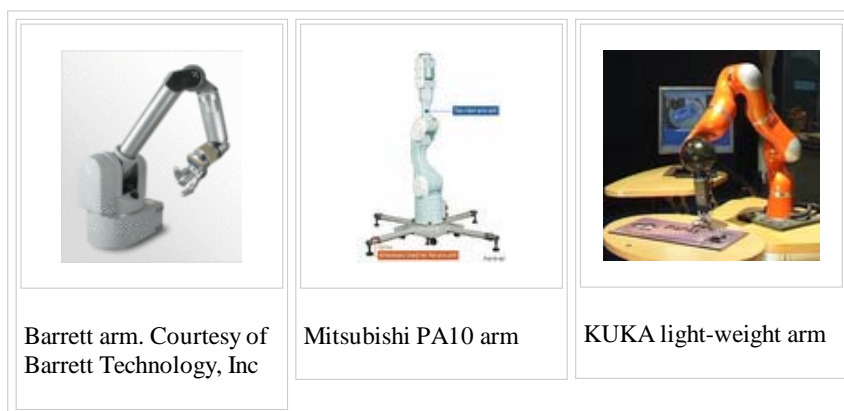 Barrett arm. Courtesy of
Barrett Technology, Inc
Mitsubishi PA10 arm
KUKA light-weight arm